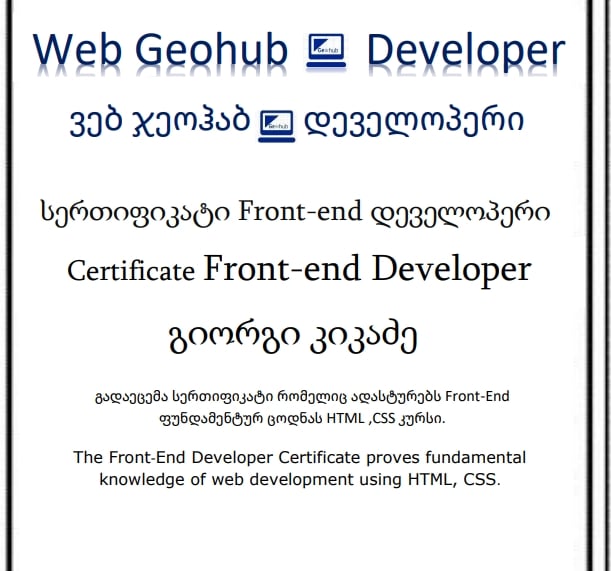 Web Geohub Geohub Developer
ვებ ჯეოჰაბ Geohub დეველოპერი
სერთიფიკატი Front-end დეველოპერი
Certificate Front-end Developer
გიორგი კიკაძე
გადაეცემა სერთიფიკატი რომელიც ადასტურებს Front-End
ფუნდამენტურ ცოდნას HTML ,CSS კურსი.
The Front-End Developer Certificate proves fundamental
knowledge of web development using HTML, CSS.